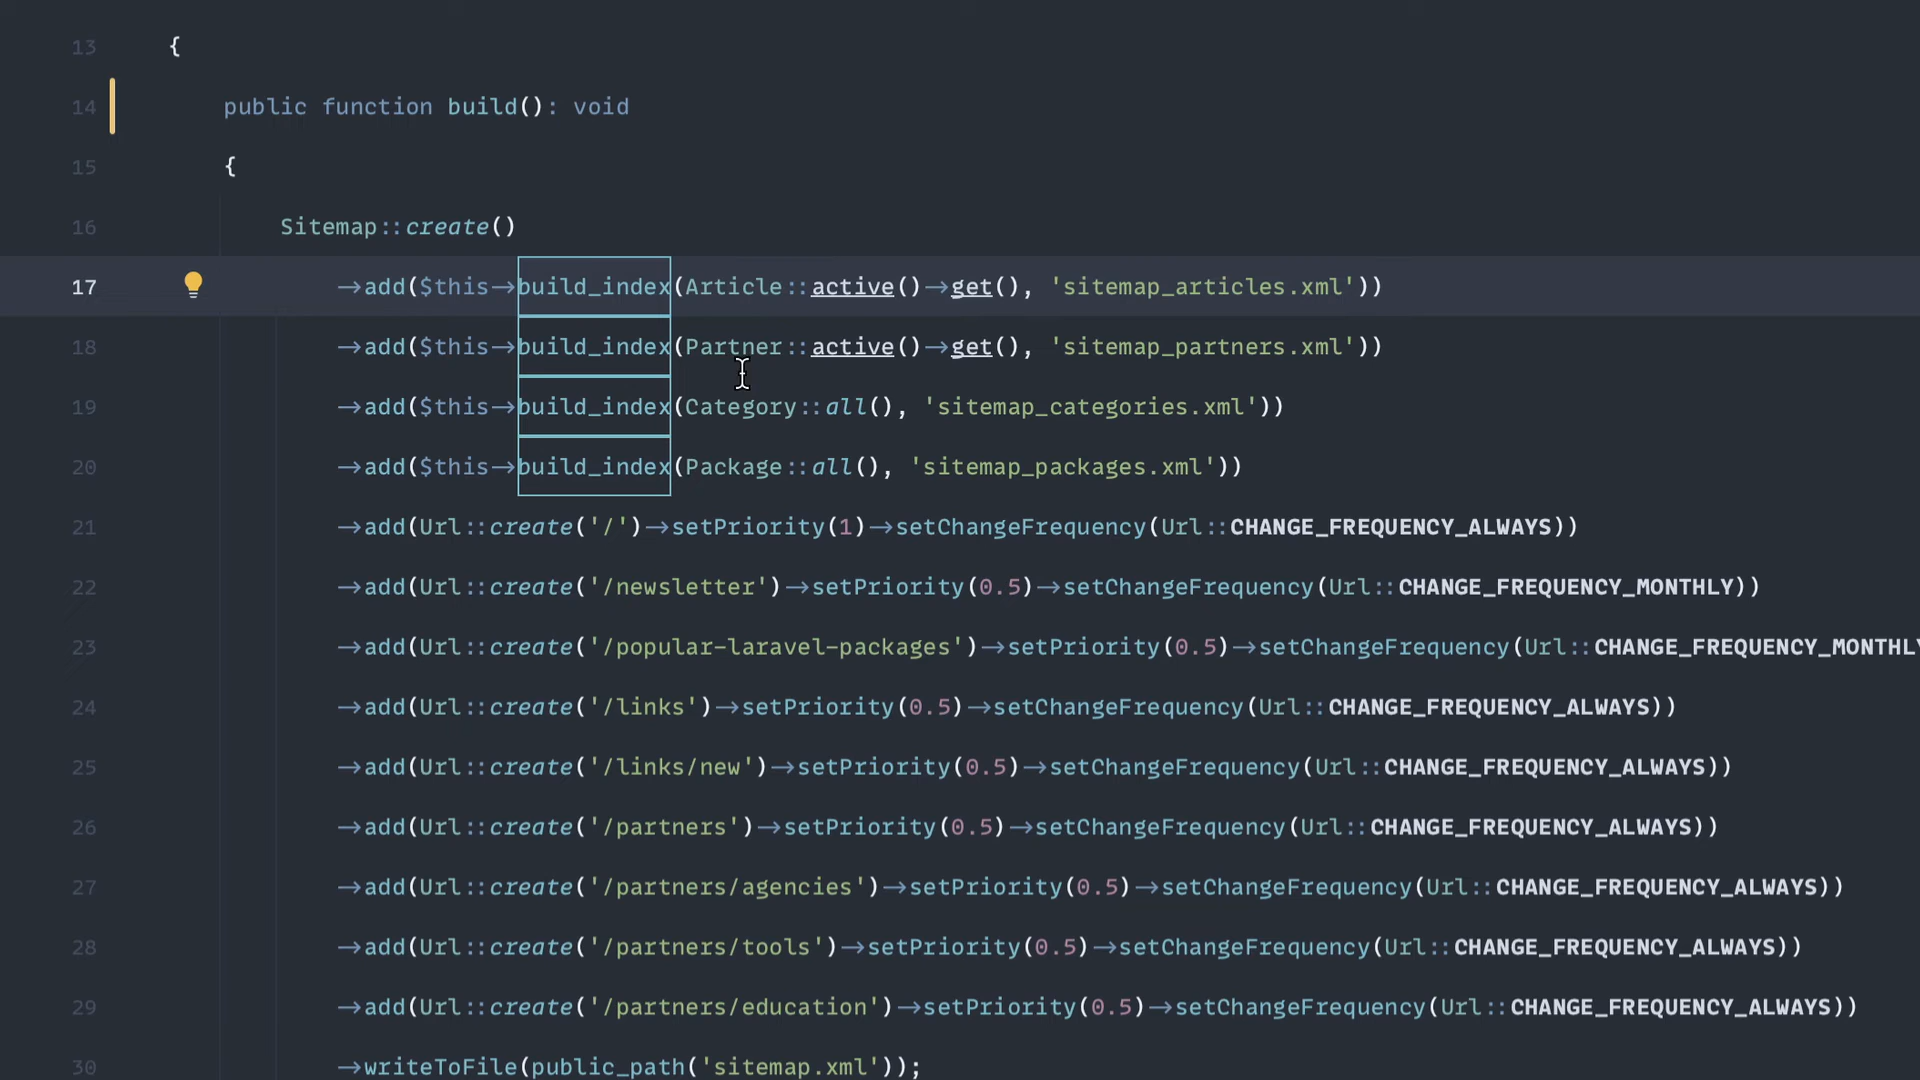 13 {
14 public function build(): void
15 {
16 Sitemap::create()
17 ->add($this->build_index(Article::active()->get(), 'sitemap_articles.xml'))
18 ->add($this->build_index(Partner::active()->get(), 'sitemap_partners.xml'))
19 ->add($this->build_index(Category::all(), 'sitemap_categories.xml'))
20 ->add($this->build_index(Package::all(), 'sitemap_packages.xml'))
21 ->add(Url::create('/')->setPriority(1)->setChangeFrequency(Url::CHANGE_FREQUENCY_ALWAYS))
22 ->add(Url::create('/newsletter')->setPriority(0.5)->setChangeFrequency(Url::CHANGE_FREQUENCY_MONTHLY))
23 ->add(Url::create('/popular-laravel-packages')->setPriority(0.5)->setChangeFrequency(Url::CHANGE_FREQUENCY_MONTHLY
24 ->add(Url::create('/links')->setPriority(0.5)->setChangeFrequency(Url::CHANGE_FREQUENCY_ALWAYS))
25 ->add(Url::create('/links/new')->setPriority(0.5)->setChangeFrequency(Url::CHANGE_FREQUENCY_ALWAYS))
26 ->add(Url::create('/partners')->setPriority(0.5)->setChangeFrequency(Url::CHANGE_FREQUENCY_ALWAYS))
27 ->add(Url::create('/partners/agencies')->setPriority(0.5)->setChangeFrequency(Url::CHANGE_FREQUENCY_ALWAYS))
28 ->add(Url::create('/partners/tools')->setPriority(0.5)->setChangeFrequency(Url::CHANGE_FREQUENCY_ALWAYS))
29 ->add(Url::create('/partners/education')->setPriority(0.5)->setChangeFrequency(Url::CHANGE_FREQUENCY_ALWAYS))
30 ->writeToFile(public_path('sitemap.xml'));